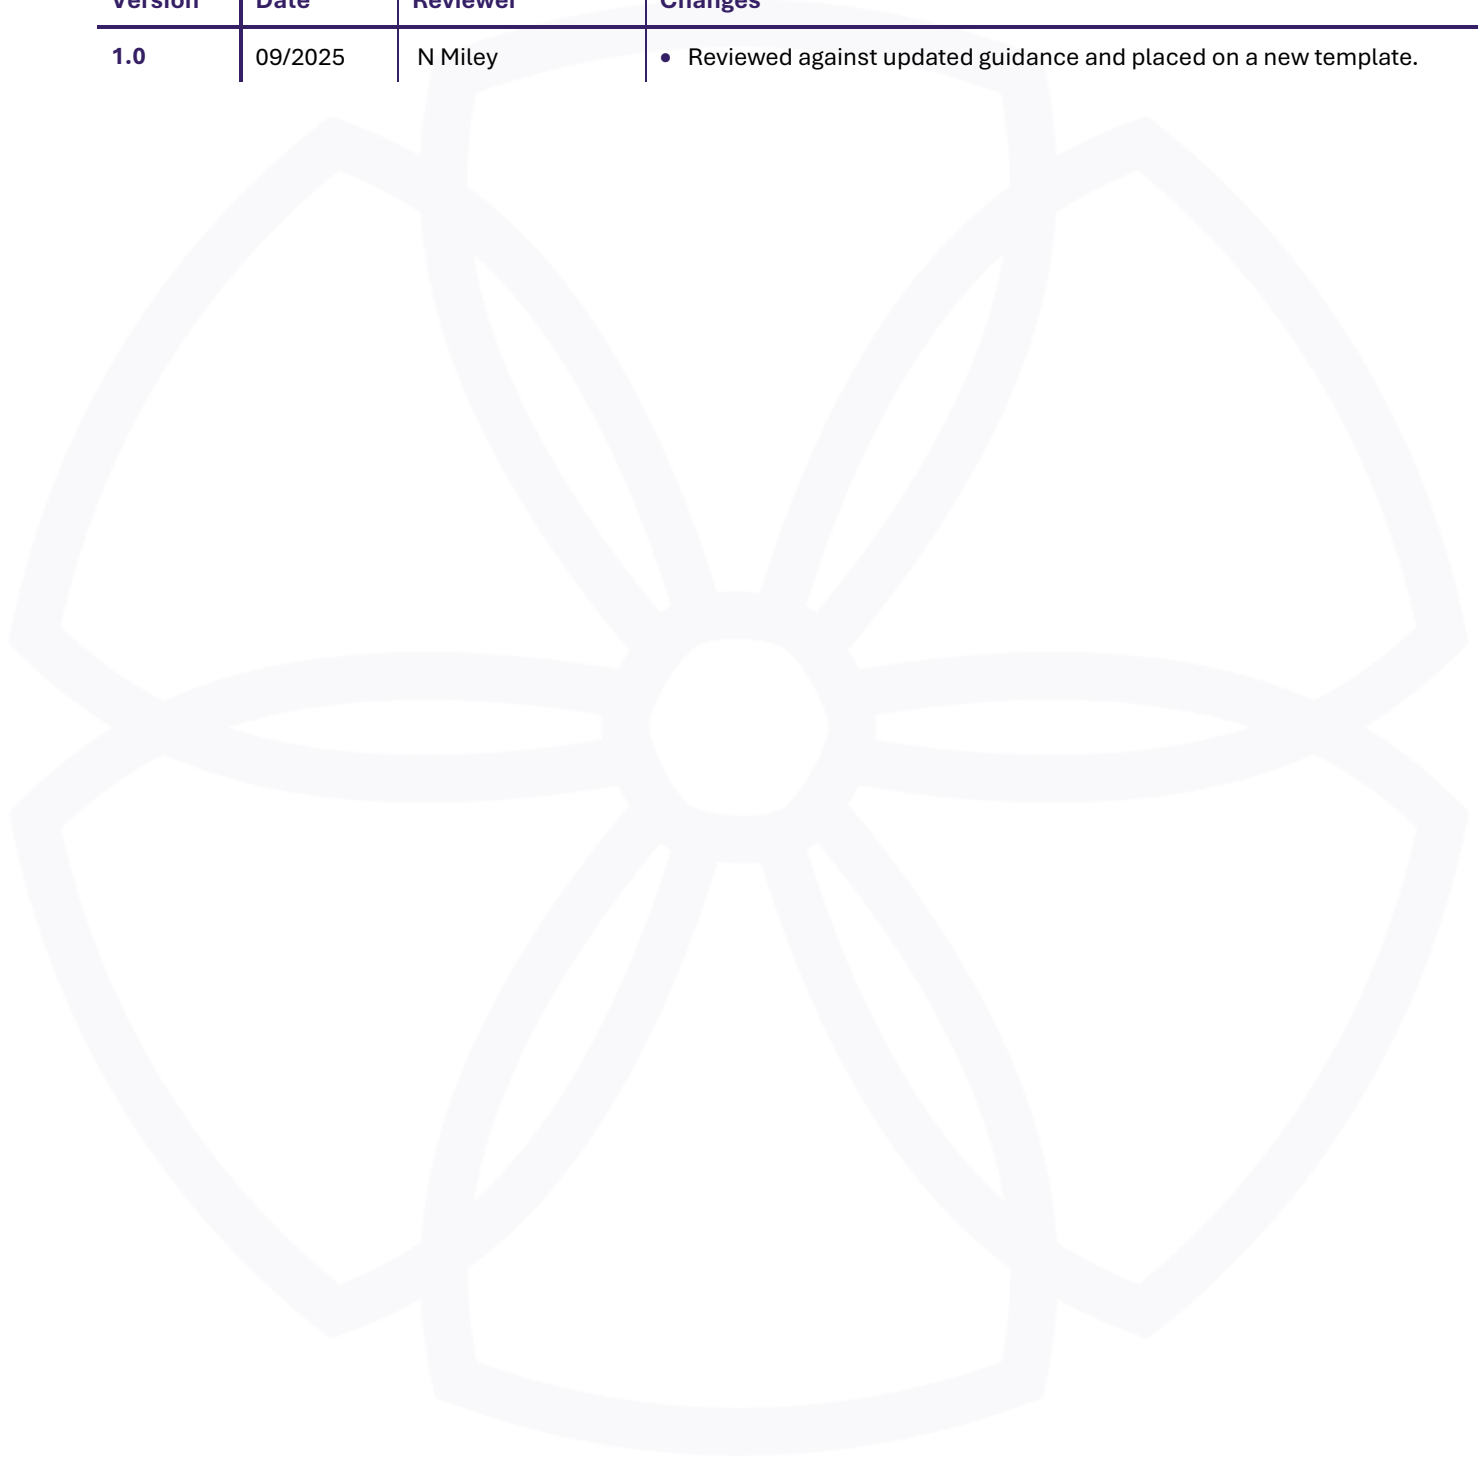 Version Date Reviewer Changes
1.0 09/2025 N Miley • Reviewed against updated guidance and placed on a new template.